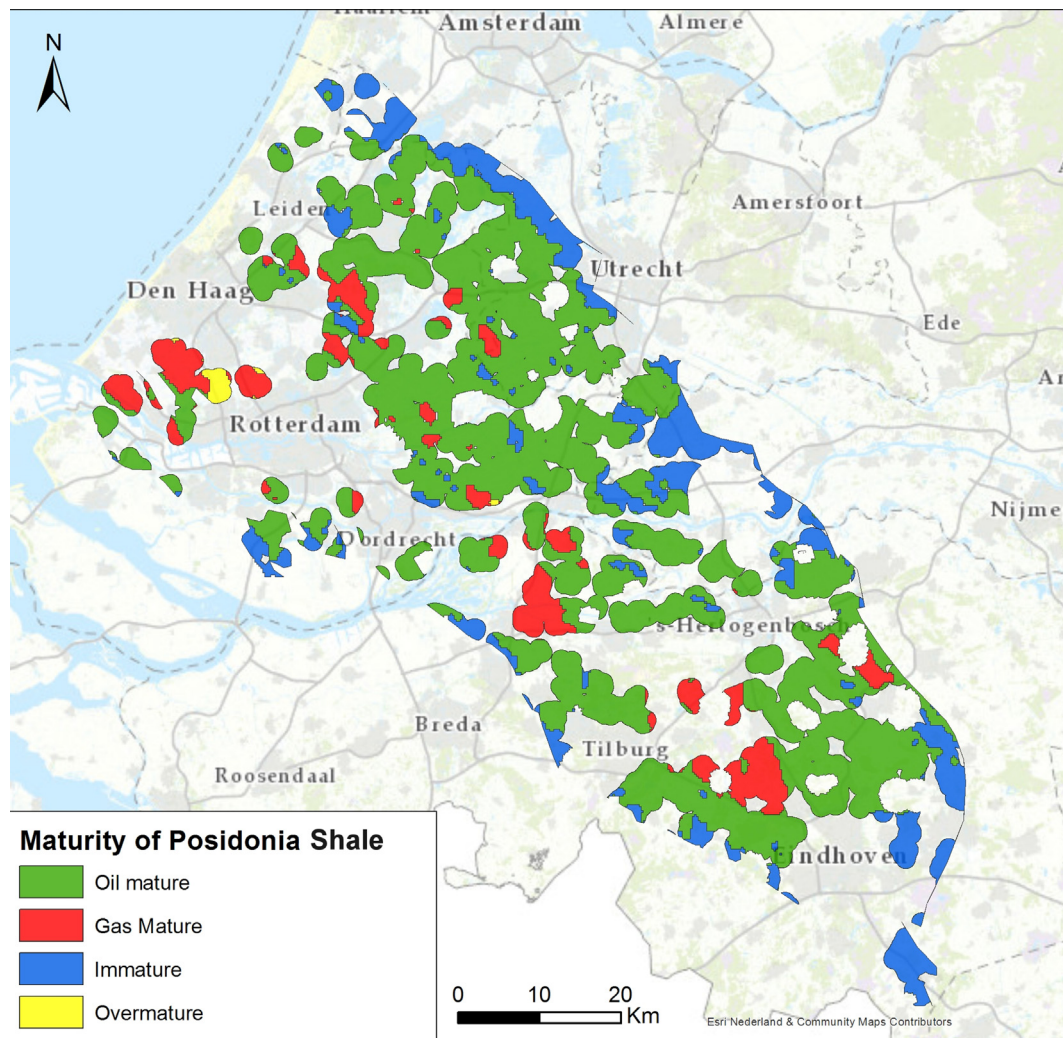 Haarlem
Amsterdam
Almere
N
Leiden
Amersfoort
Utrecht
Den Haag
Ede
Rotterdam
Nijme
Dordrecht
s-Hertogenbosch
Breda
Tilburg
Roosendaal
Eindhoven
Maturity of Posidonia Shale
Oil mature
Gas Mature
Immature
Overmature
0 10 20
Km
Esri Nederland & Community Maps Contributors